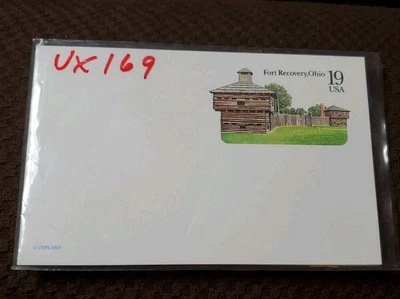 UX169
Fort Recovery, Ohio
19
USA